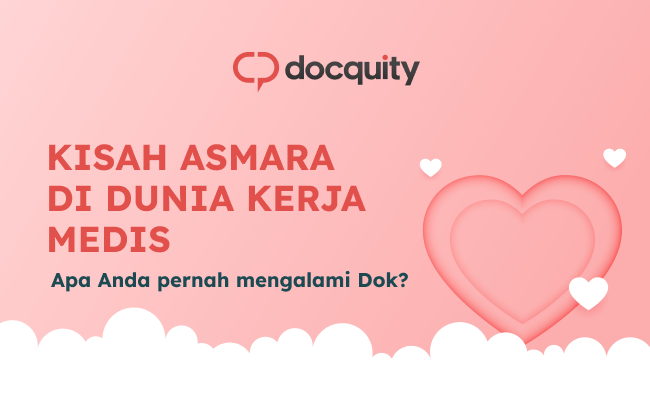 docquity
KISAH ASMARA
DI DUNIA KERJA
MEDIS
Apa Anda pernah mengalami Dok?